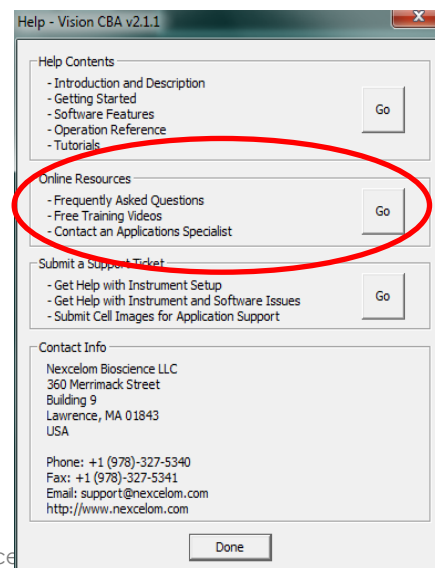 Help - Vision CBA v2.1.1
Help Contents
- Introduction and Description
- Getting Started
- Software Features
- Operation Reference
- Tutorials
Go
Online Resources
- Frequently Asked Questions
- Free Training Videos
- Contact an Applications Specialist
Go
Submit a Support Ticket
- Get Help with Instrument Setup
- Get Help with Instrument and Software Issues
- Submit Cell Images for Application Support
Go
Contact Info
Nexcelom Bioscience LLC
360 Merrimack Street
Building 9
Lawrence, MA 01843
USA
Phone: +1 (978)-327-5340
Fax: +1 (978)-327-5341
Email: support@nexcelom.com
http://www.nexcelom.com
Done